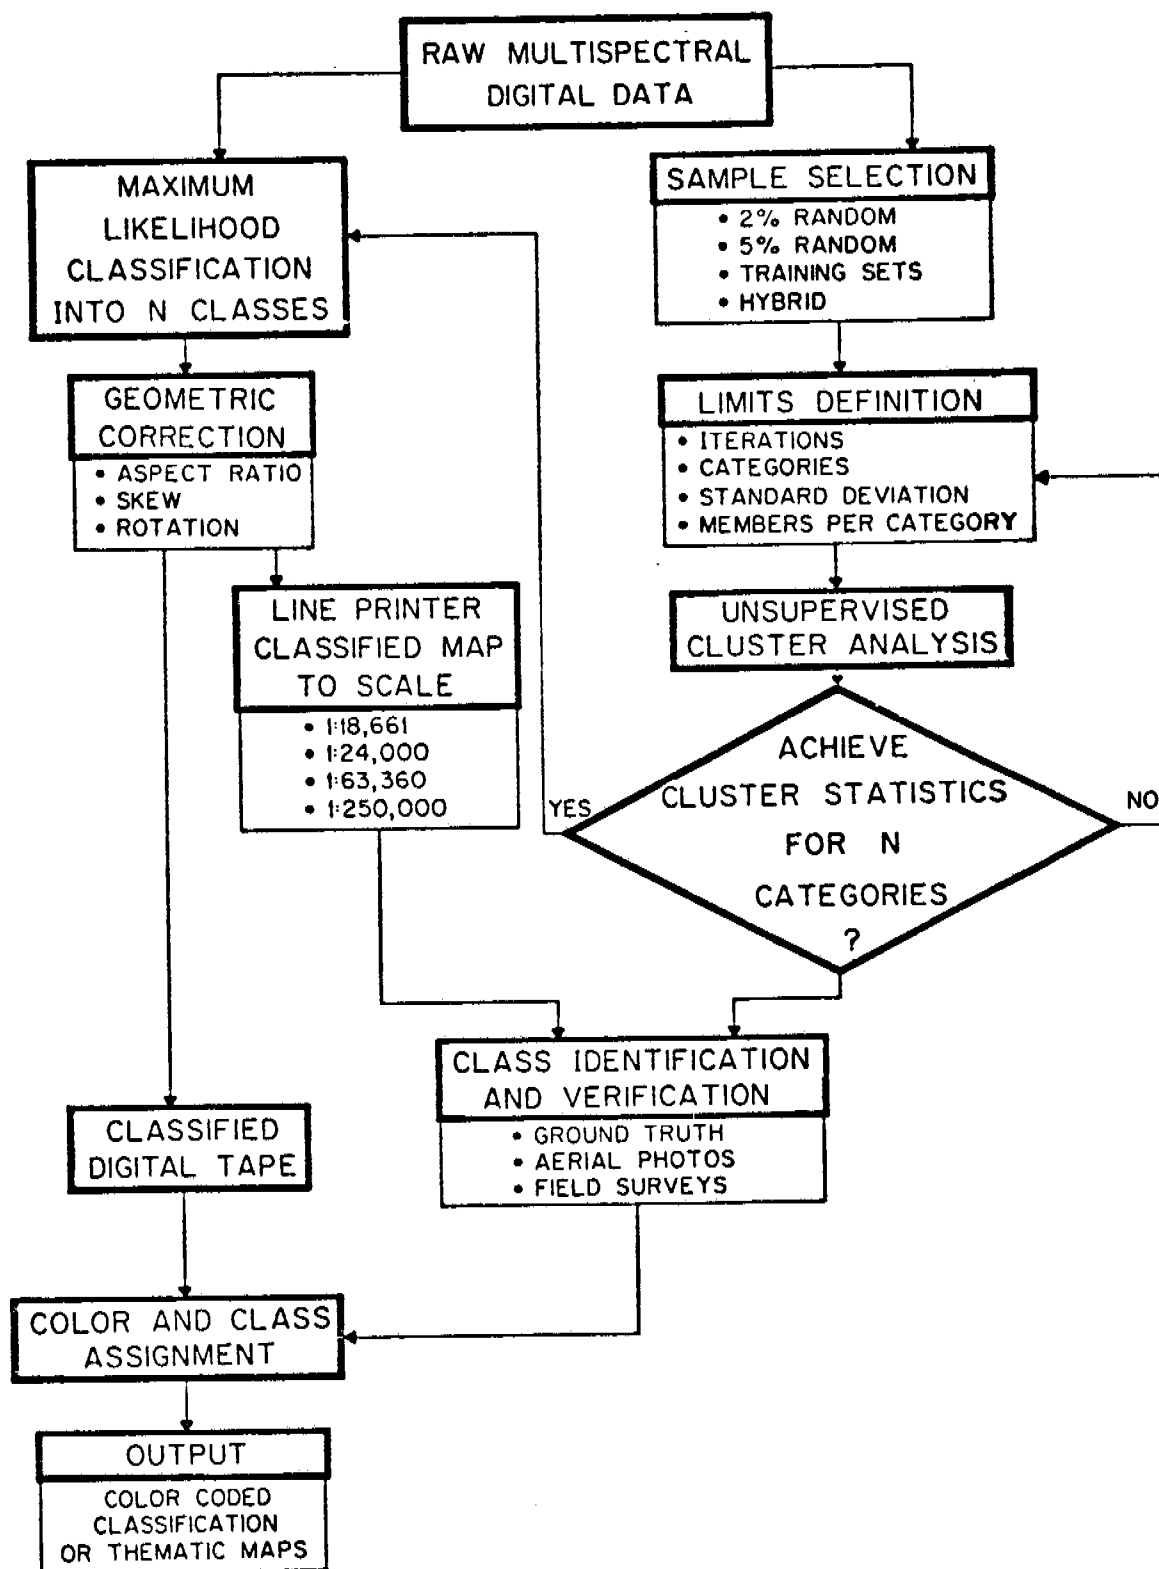 RAW MULTISPECTRAL
DIGITAL DATA
MAXIMUM
LIKELIHOOD
CLASSIFICATION
INTO N CLASSES
SAMPLE SELECTION
• 2% RANDOM
• 5% RANDOM
• TRAINING SETS
• HYBRID
GEOMETRIC
CORRECTION
• ASPECT RATIO
• SKEW
• ROTATION
LIMITS DEFINITION
• ITERATIONS
• CATEGORIES
• STANDARD DEVIATION
• MEMBERS PER CATEGORY
LINE PRINTER
CLASSIFIED MAP
TO SCALE
• 1:18,661
• 1:24,000
• 1:63,360
• 1:250,000
UNSUPERVISED
CLUSTER ANALYSIS
ACHIEVE
CLUSTER STATISTICS
FOR N
CATEGORIES
?
YES
NO
CLASS IDENTIFICATION
AND VERIFICATION
• GROUND TRUTH
• AERIAL PHOTOS
• FIELD SURVEYS
CLASSIFIED
DIGITAL TAPE
COLOR AND CLASS
ASSIGNMENT
OUTPUT
COLOR CODED
CLASSIFICATION
OR THEMATIC MAPS